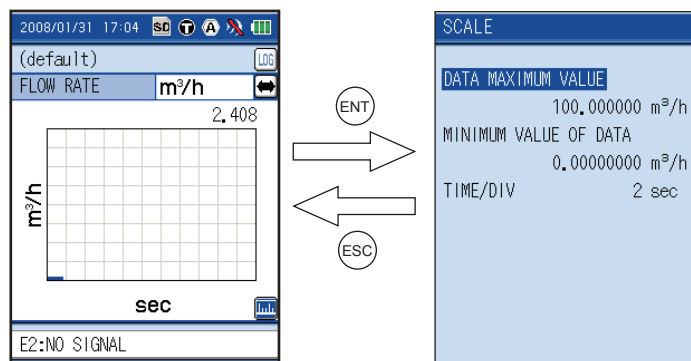 2008/01/31 17:04 SD T A
(default) LOG
FLOW RATE m³/h
2.408
m³/h
sec
E2:NO SIGNAL
ENT
ESC
SCALE
DATA MAXIMUM VALUE
100.000000 m³/h
MINIMUM VALUE OF DATA
0.00000000 m³/h
TIME/DIV 2 sec